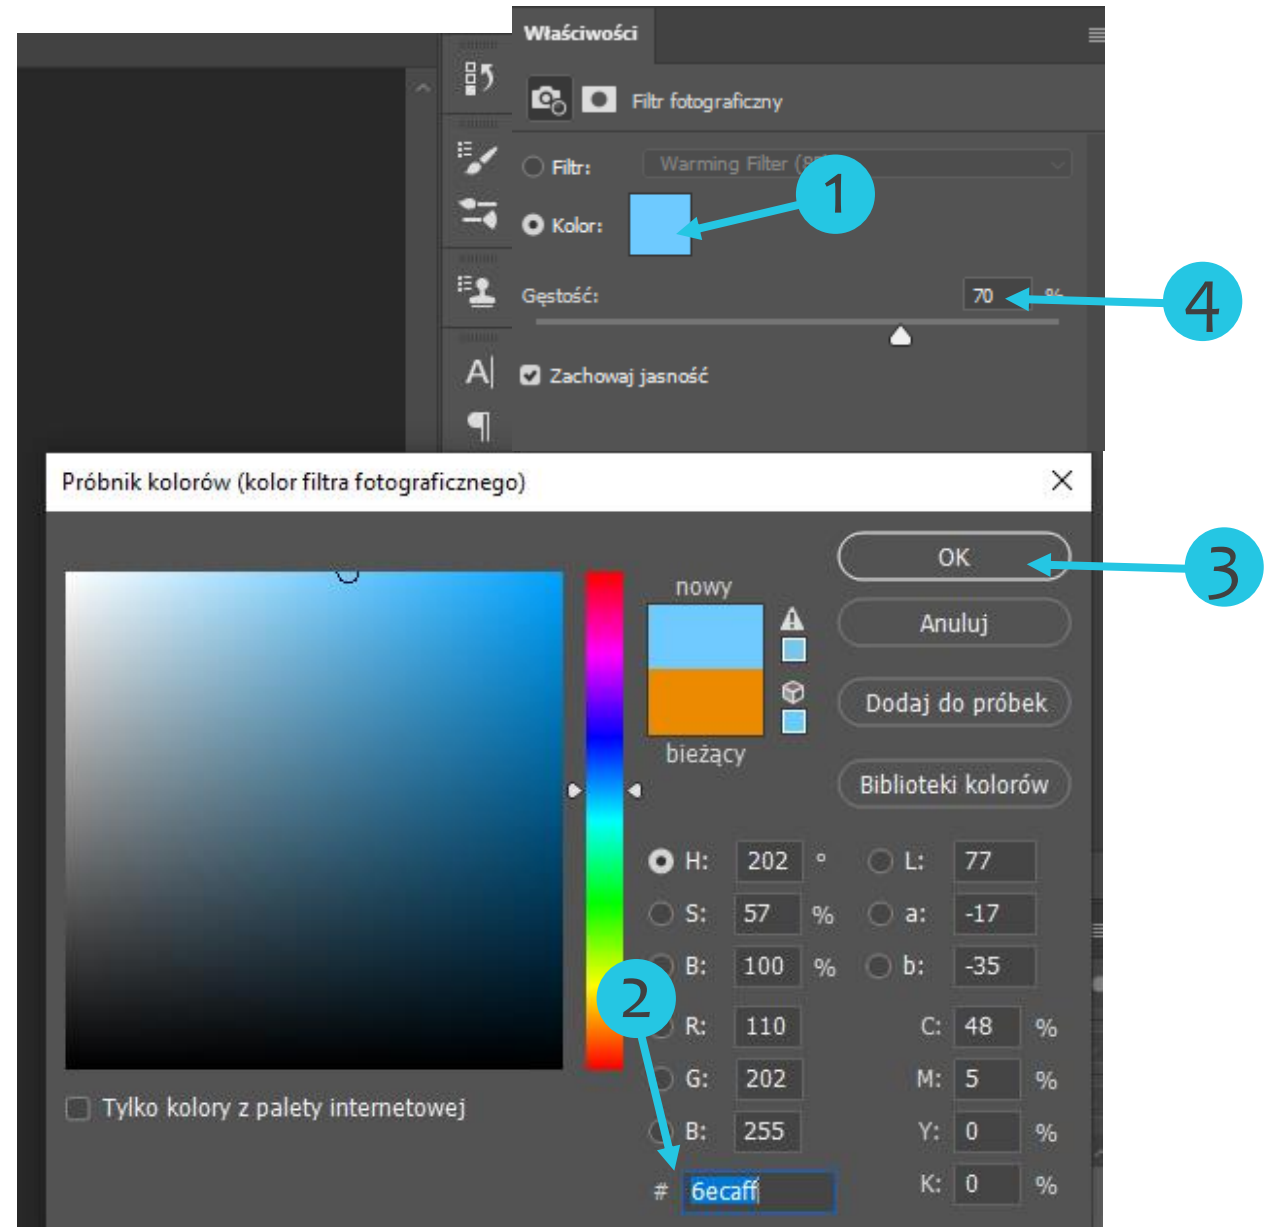 Właściwości
Filtr fotograficzny
Filtr: Warming Filter
1
Kolor:
Gęstość: 70 %
4
Zachowaj jasność
A
¶
Próbnik kolorów (kolor filtra fotograficznego)
OK
3
nowy
Anuluj
Dodaj do próbek
bieżący
Biblioteki kolorów
H: 202 ° L: 77
S: 57 % a: -17
B: 100 % b: -35
2
R: 110 C: 48 %
G: 202 M: 5 %
Tylko kolory z palety internetowej
B: 255 Y: 0 %
# 6ecaff K: 0 %